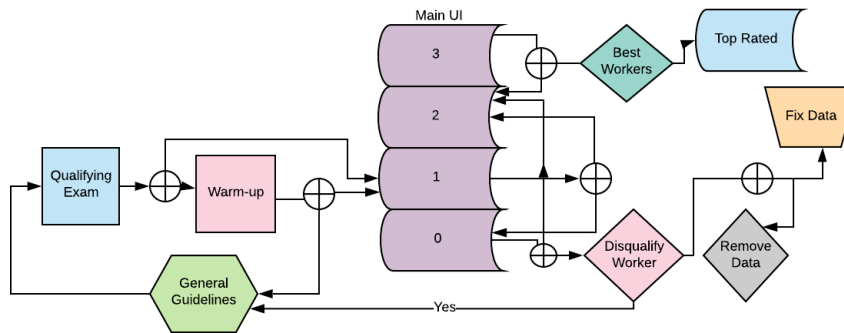 Main UI
3
Best
Workers
Top Rated
Fix Data
2
Qualifying
Exam
Warm-up
1
0
Disqualify
Worker
Remove
Data
General
Guidelines
Yes